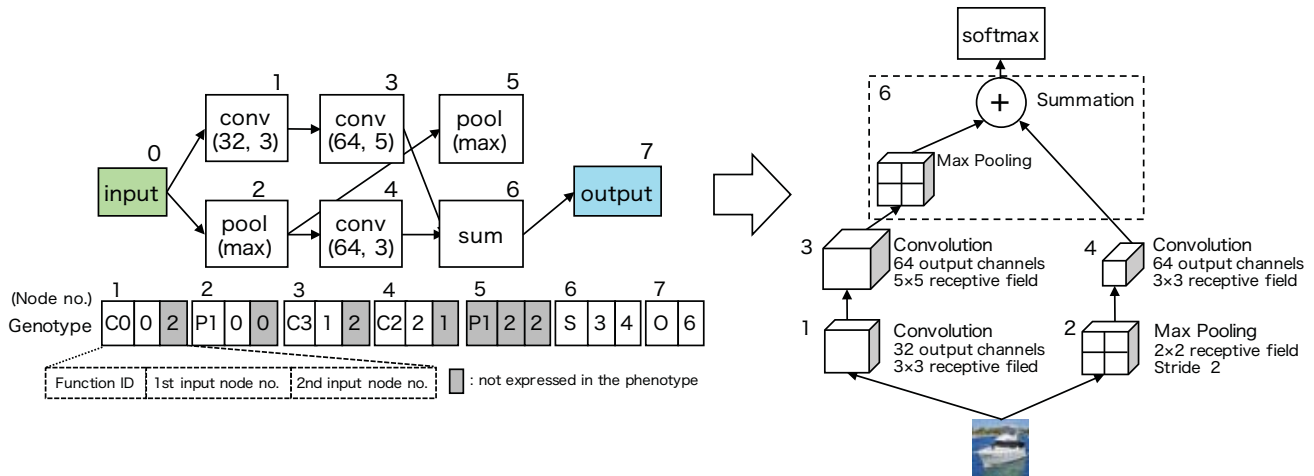 0
input
1
conv
(32, 3)
3
conv
(64, 5)
5
pool
(max)
2
pool
(max)
4
conv
(64, 3)
6
sum
7
output
(Node no.)
1 2 3 4 5 6 7
Genotype
C0 0 2 P1 0 0 C3 1 2 C2 2 1 P1 2 2 S 3 4 O 6
Function ID 1st input node no. 2nd input node no.
: not expressed in the phenotype
softmax
6
+
Summation
Max Pooling
3
Convolution
64 output channels
5×5 receptive field
4
Convolution
64 output channels
3×3 receptive field
1
Convolution
32 output channels
3×3 receptive filed
2
Max Pooling
2×2 receptive field
Stride 2